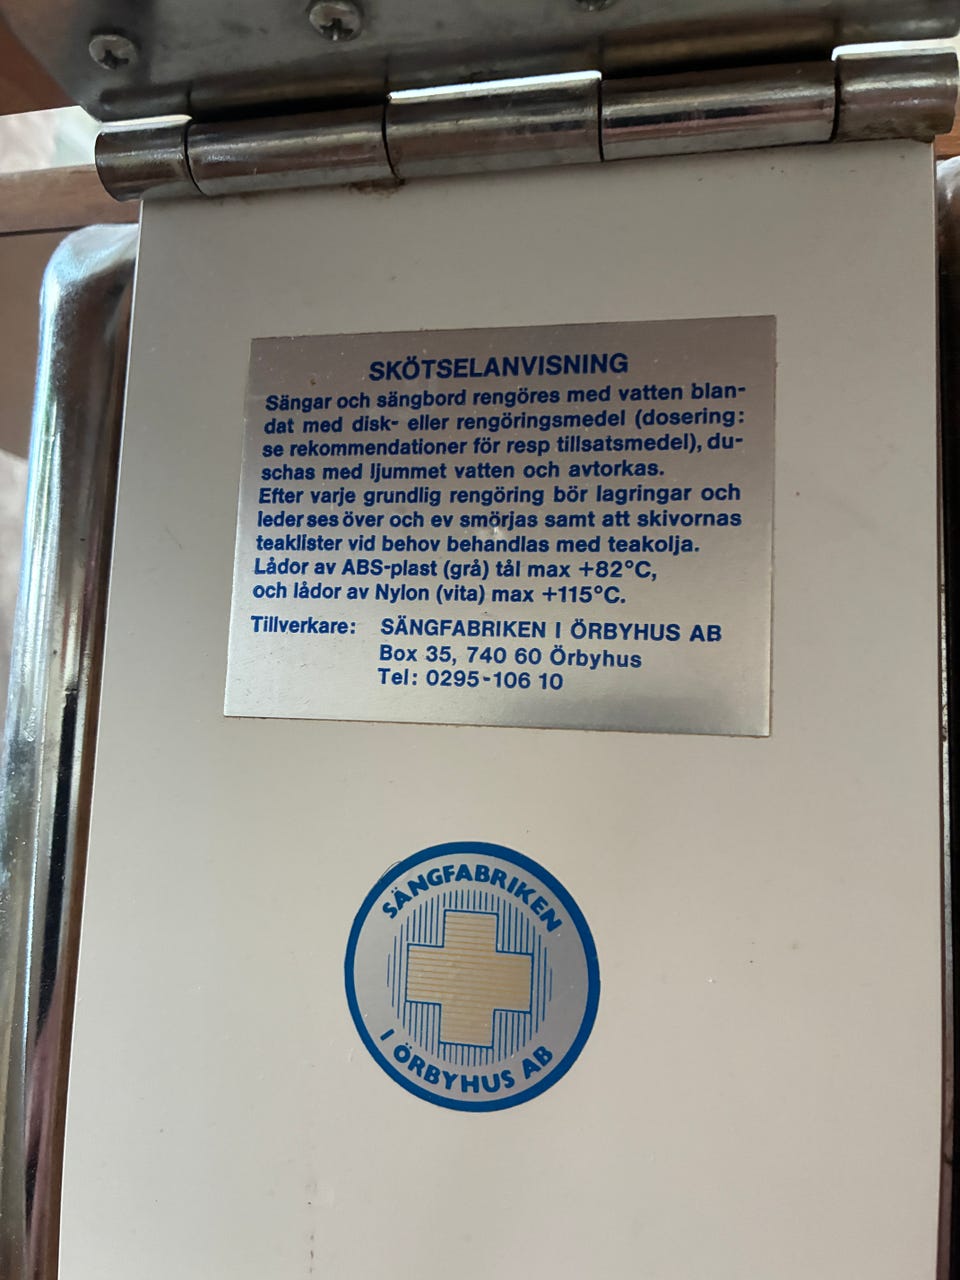 SKÖTSELANVISNING
Sängar och sängbord rengöres med vatten blan-
dat med disk- eller rengöringsmedel (dosering:
se rekommendationer för resp tillsatsmedel), du-
schas med ljummet vatten och avtorkas.
Efter varje grundlig rengöring bör lagringar och
leder ses över och ev smörjas samt att skivornas
teaklister vid behov behandlas med teakolja.
Lådor av ABS-plast (grå) tål max +82°C,
och lådor av Nylon (vita) max +115°C.
Tillverkare: SÄNGFABRIKEN I ÖRBYHUS AB
Box 35, 740 60 Örbyhus
Tel: 0295-106 10
SÄNGFABRIKEN
I ÖRBYHUS AB